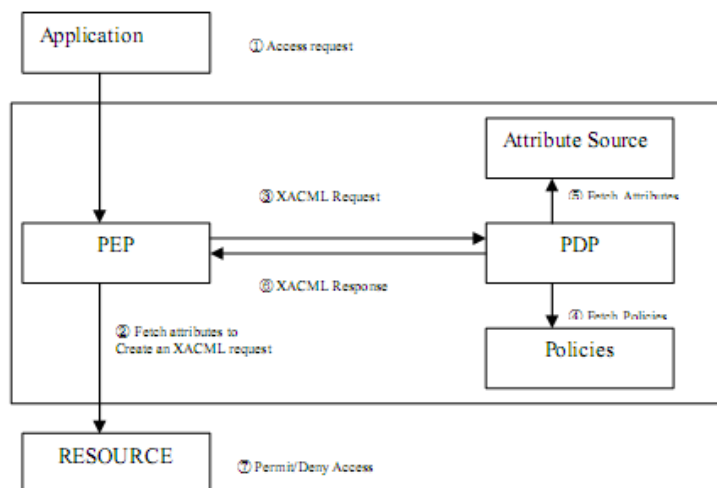 Application
① Access request
Attribute Source
③ XACML Request
⑤ Fetch Attributes
PEP
PDP
⑥ XACML Response
④ Fetch Policies
② Fetch attributes to
Create an XACML request
Policies
RESOURCE
⑦ Permit/Deny Access